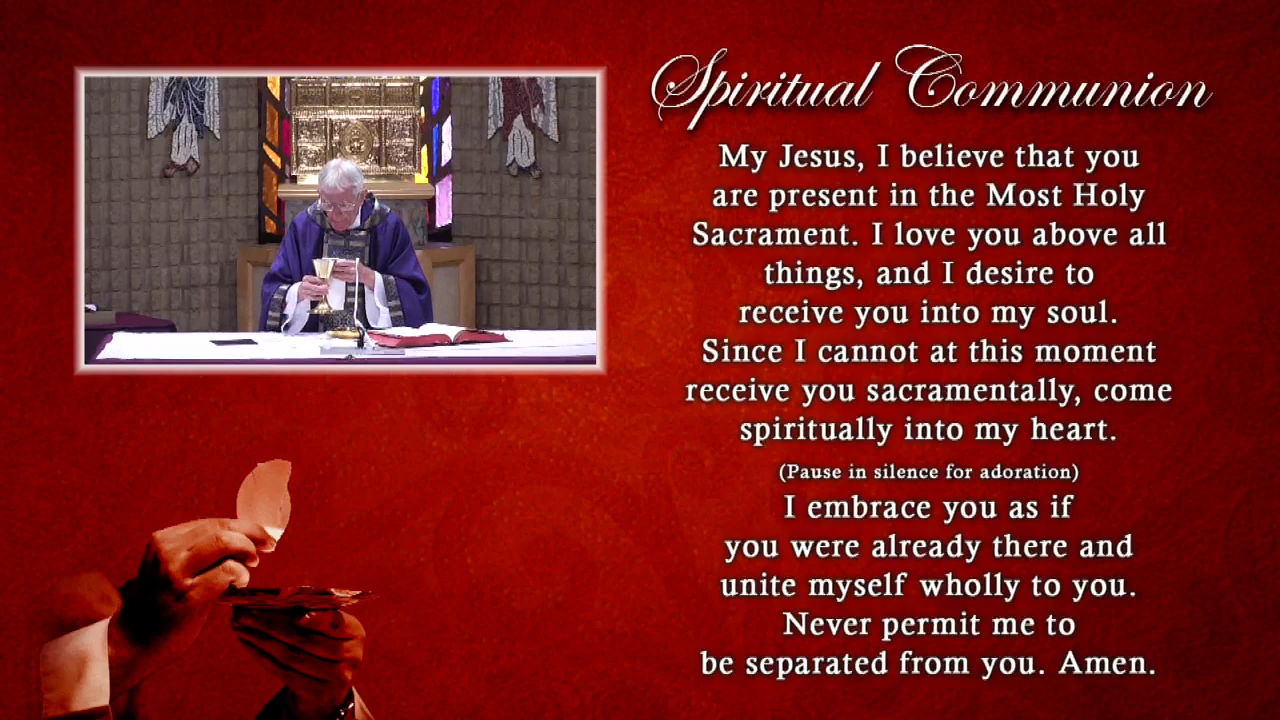 Spiritual Communion
My Jesus, I believe that you
are present in the Most Holy
Sacrament. I love you above all
things, and I desire to
receive you into my soul.
Since I cannot at this moment
receive you sacramentally, come
spiritually into my heart.
(Pause in silence for adoration)
I embrace you as if
you were already there and
unite myself wholly to you.
Never permit me to
be separated from you. Amen.